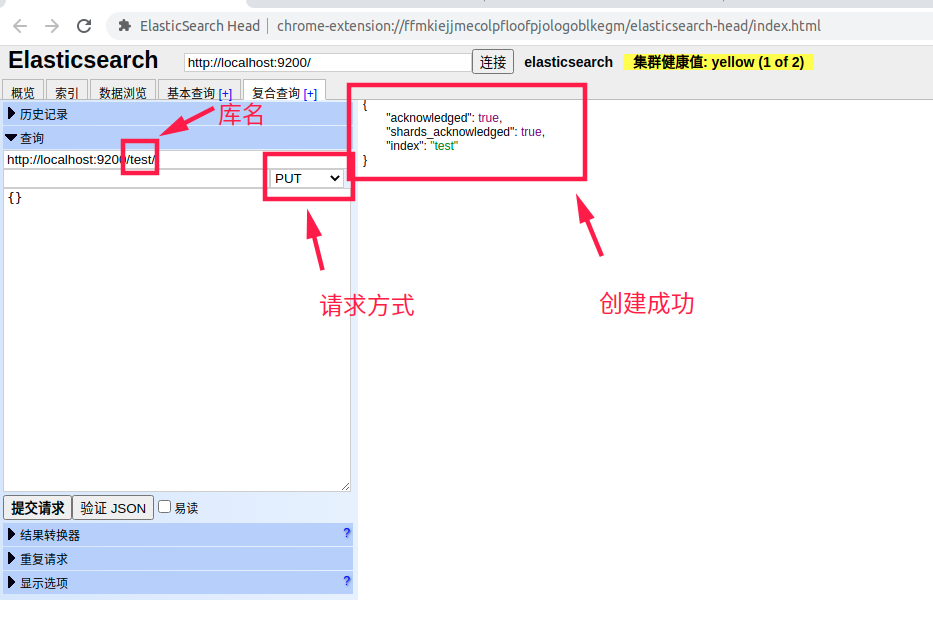 ElasticSearch Head | chrome-extension://ffmkiejjmecolpfloofpjologoblkegm/elasticsearch-head/index.html
Elasticsearch http://localhost:9200/ 连接 elasticsearch 集群健康值: yellow (1 of 2)
概览 索引 数据浏览 基本查询 [+] 复合查询 [+]
历史记录
库名
查询
http://localhost:9200/test/
PUT
{}
{
"acknowledged": true,
"shards_acknowledged": true,
"index": "test"
}
请求方式
创建成功
提交请求 验证 JSON 易读
结果转换器 ?
重复请求
显示选项 ?